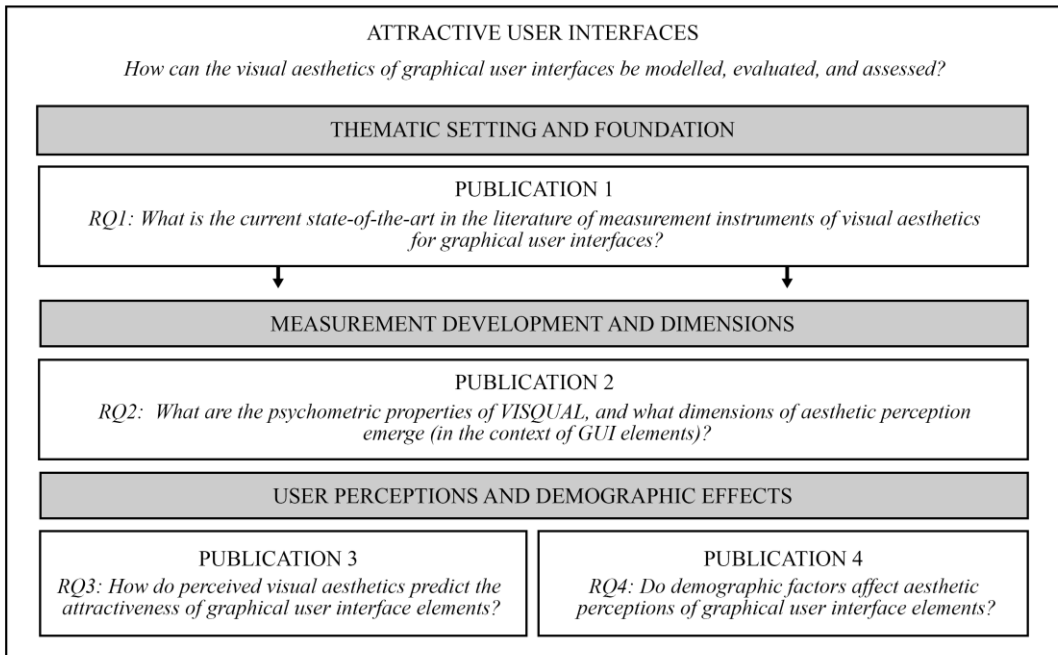 ATTRACTIVE USER INTERFACES
How can the visual aesthetics of graphical user interfaces be modelled, evaluated, and assessed?
THEMATIC SETTING AND FOUNDATION
PUBLICATION 1
RQ1: What is the current state-of-the-art in the literature of measurement instruments of visual aesthetics
for graphical user interfaces?
MEASUREMENT DEVELOPMENT AND DIMENSIONS
PUBLICATION 2
RQ2: What are the psychometric properties of VISQUAL, and what dimensions of aesthetic perception
emerge (in the context of GUI elements)?
USER PERCEPTIONS AND DEMOGRAPHIC EFFECTS
PUBLICATION 3
RQ3: How do perceived visual aesthetics predict the
attractiveness of graphical user interface elements?
PUBLICATION 4
RQ4: Do demographic factors affect aesthetic
perceptions of graphical user interface elements?